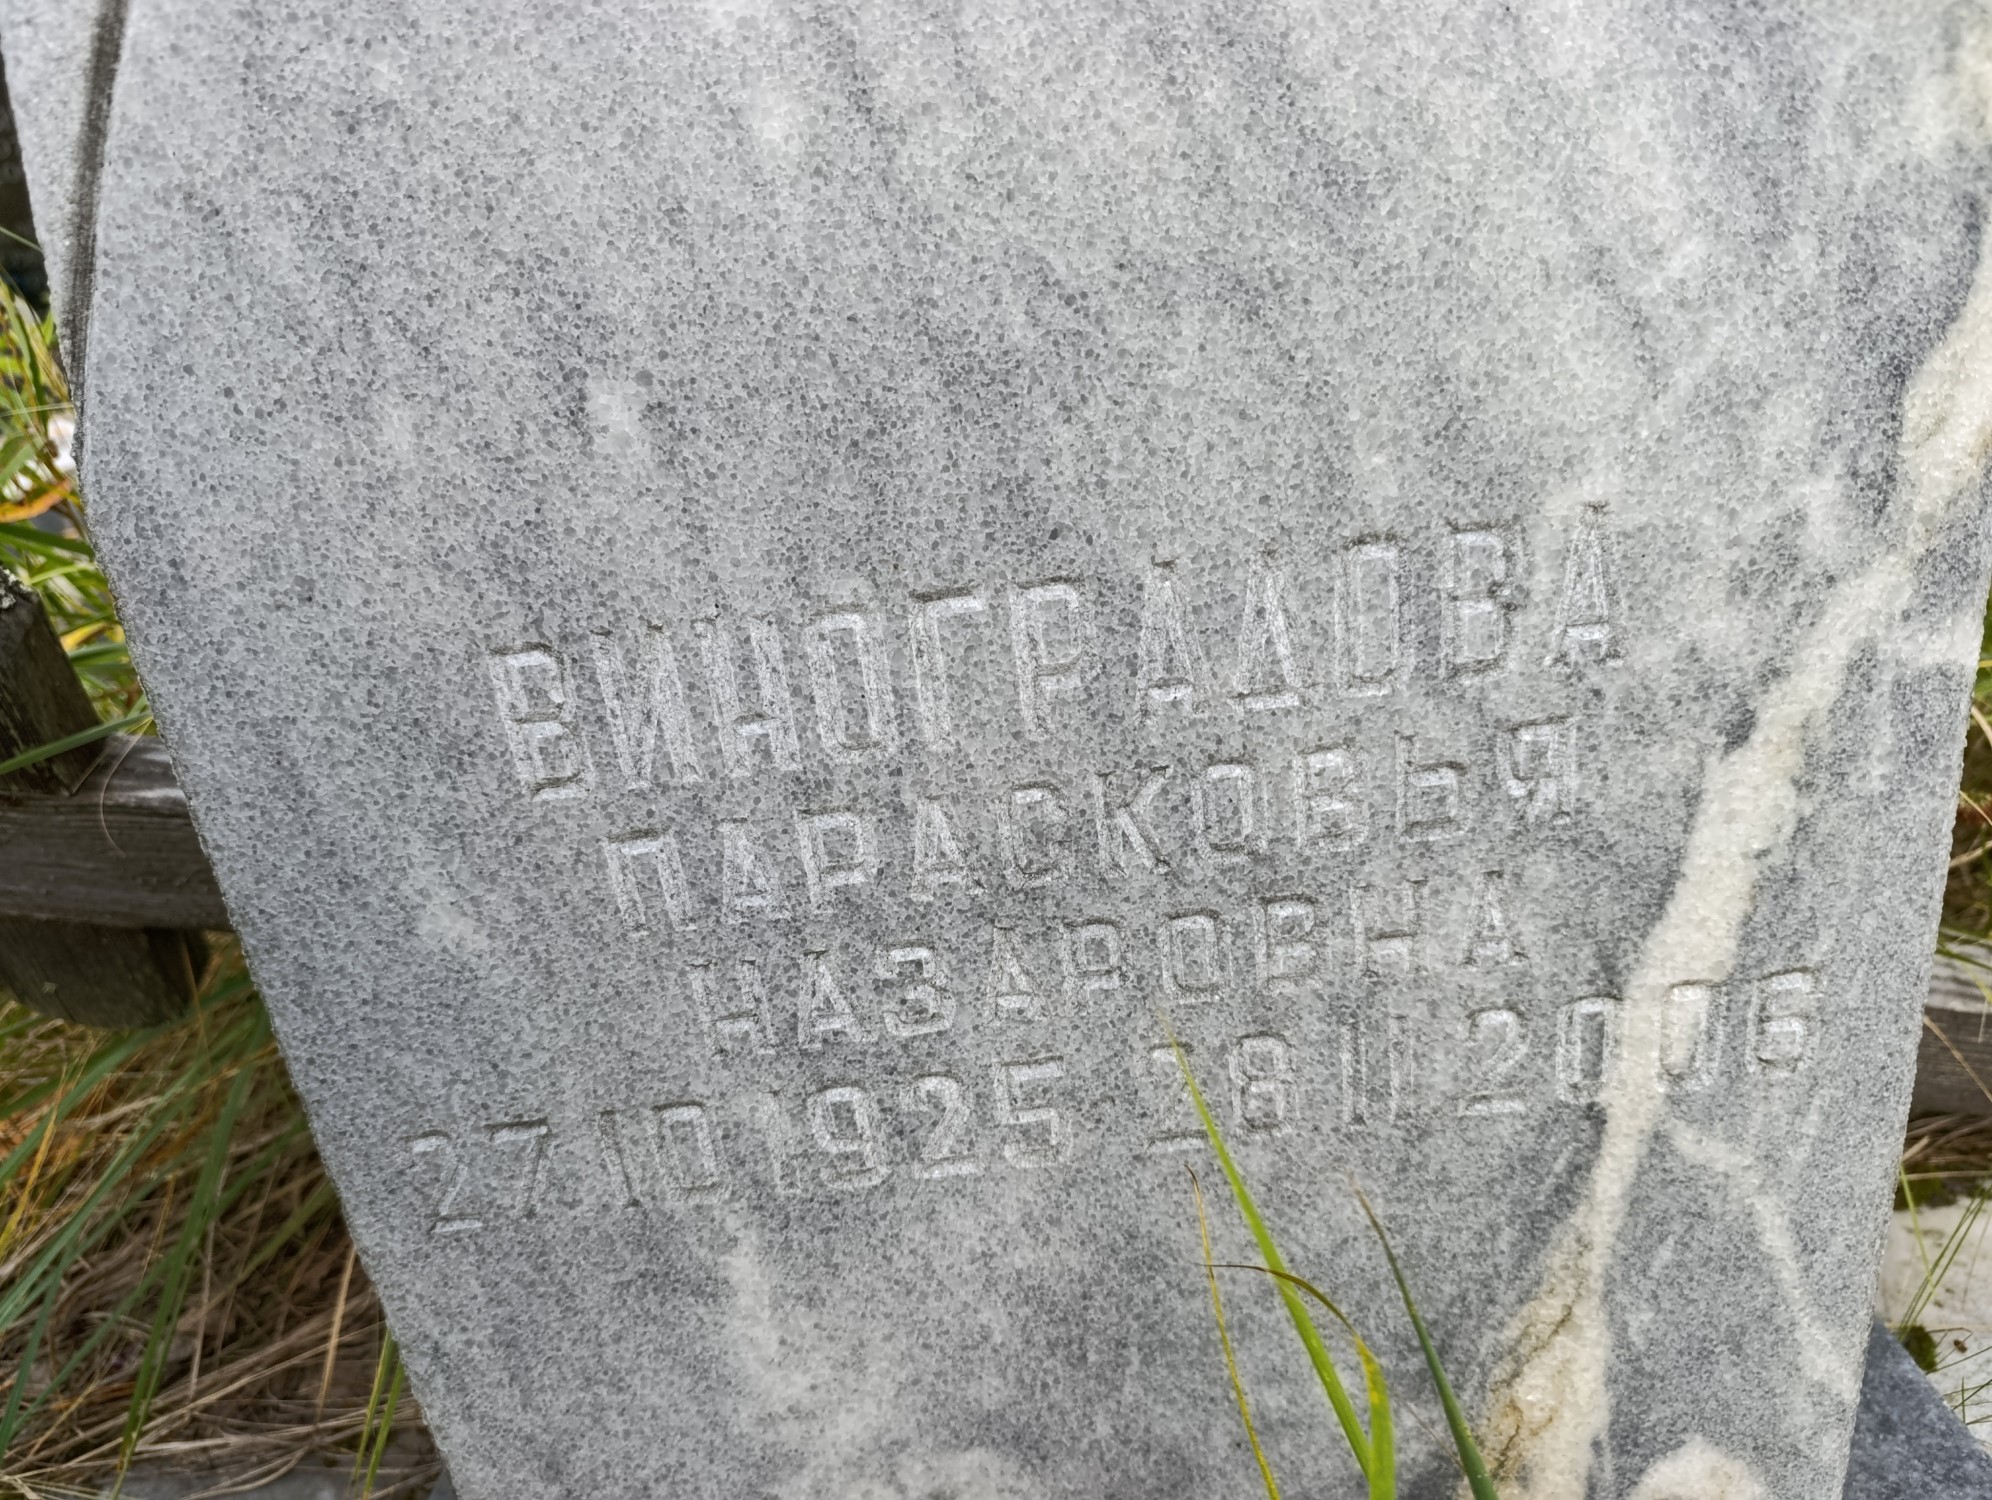 ВИНОГРАДОВА
ПАРАСКОВЬЯ
НАЗАРОВНА
27 10 1925 28 11 2006